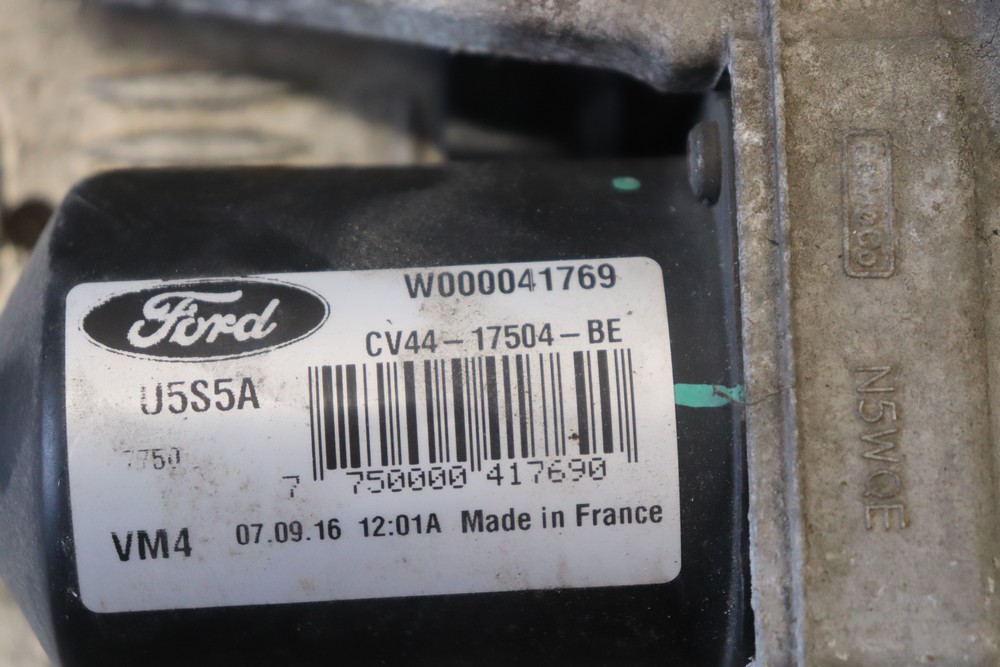 W000041769
Ford
CV44-17504-BE
U5S5A
7750
7 750000 417690
VM4 07.09.16 12:01A Made in France
N5WQE